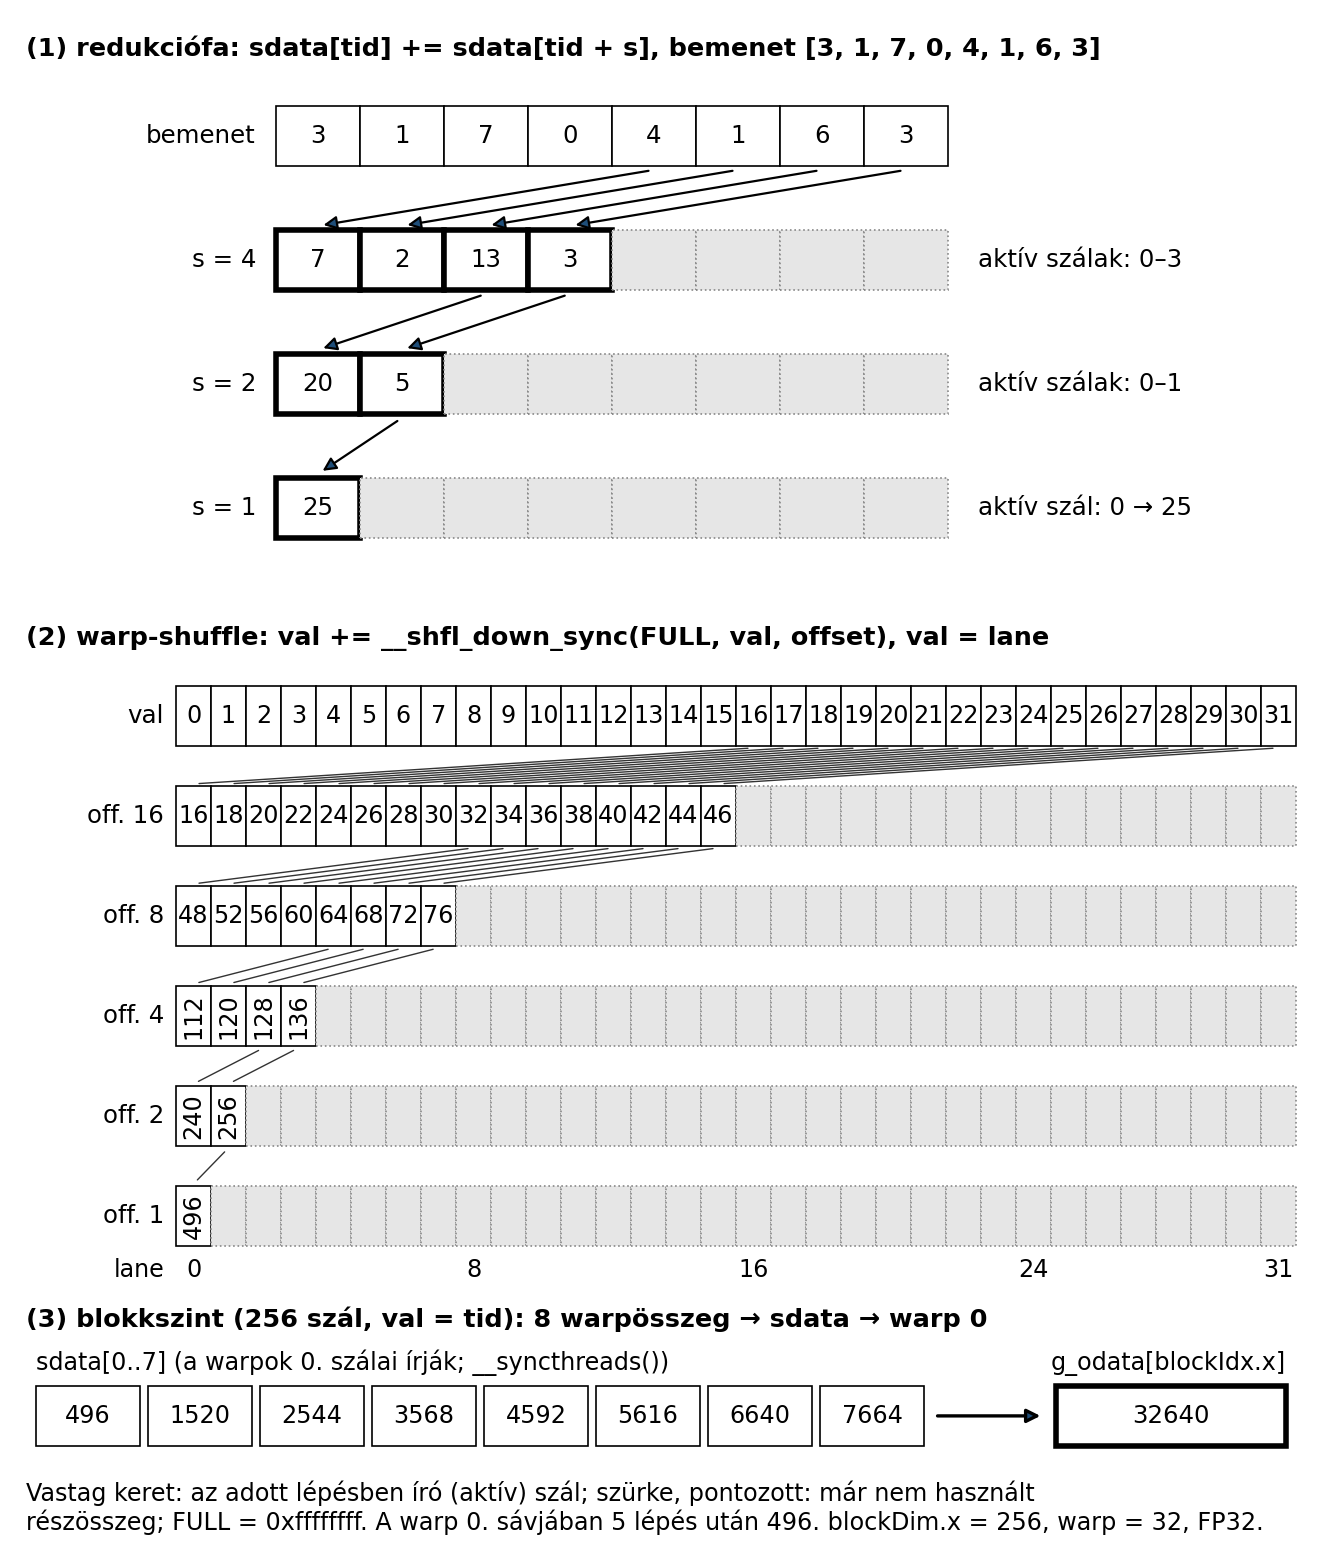 (1) redukciófa: sdata[tid] += sdata[tid + s], bemenet [3, 1, 7, 0, 4, 1, 6, 3]
bemenet 3 1 7 0 4 1 6 3
s = 4 7 2 13 3 aktív szálak: 0–3
s = 2 20 5 aktív szálak: 0–1
s = 1 25 aktív szál: 0 → 25
(2) warp-shuffle: val += __shfl_down_sync(FULL, val, offset), val = lane
val 0 1 2 3 4 5 6 7 8 9 10 11 12 13 14 15 16 17 18 19 20 21 22 23 24 25 26 27 28 29 30 31
off. 16 16 18 20 22 24 26 28 30 32 34 36 38 40 42 44 46
off. 8 48 52 56 60 64 68 72 76
off. 4 112 120 128 136
off. 2 240 256
off. 1 496
lane 0 8 16 24 31
(3) blokkszint (256 szál, val = tid): 8 warpösszeg → sdata → warp 0
sdata[0..7] (a warpok 0. szálai írják; __syncthreads()) g_odata[blockIdx.x]
496 1520 2544 3568 4592 5616 6640 7664 32640
Vastag keret: az adott lépésben író (aktív) szál; szürke, pontozott: már nem használt
részösszeg; FULL = 0xffffffff. A warp 0. sávjában 5 lépés után 496. blockDim.x = 256, warp = 32, FP32.